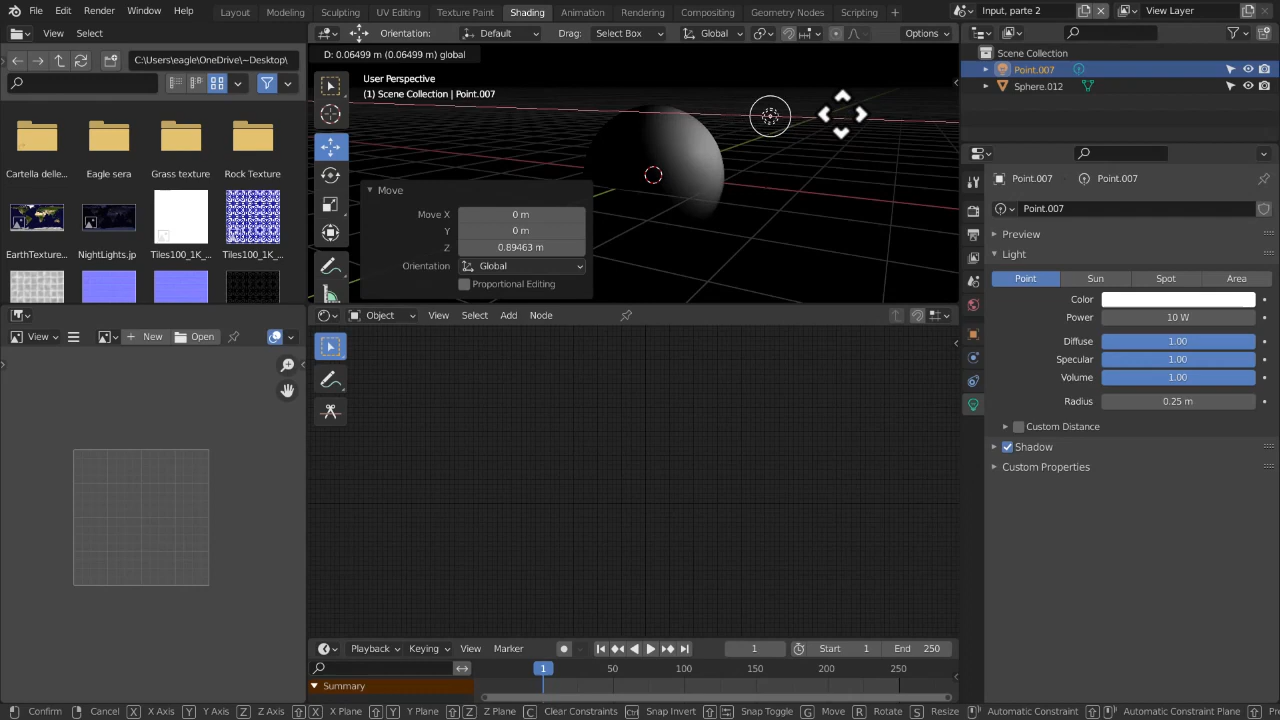 File Edit Render Window Help Layout Modeling Sculpting UV Editing Texture Paint Shading Animation Rendering Compositing Geometry Nodes Scripting Input, parte 2 View Layer
View Select Orientation: Default Drag: Select Box Global Options
C:\Users\eagle\OneDrive\~Desktop\
D: 0.06499 m (0.06499 m) global
User Perspective
(1) Scene Collection | Point.007
Scene Collection
Point.007
Sphere.012
Cartella delle... Eagle sera Grass texture Rock Texture
EarthTexture... NightLights.jp Tiles100_1K_... Tiles100_1K_...
Move
Move X 0 m
Y 0 m
Z 0.89463 m
Orientation Global
Proportional Editing
Point.007 Point.007
Point.007
Preview
Light
Point Sun Spot Area
Color
Power 10 W
Diffuse 1.00
Specular 1.00
Volume 1.00
Radius 0.25 m
Custom Distance
Shadow
Custom Properties
View New Open
Object View Select Add Node
Playback Keying View Marker 1 Start 1 End 250
1 50 100 150 200 250
Summary
Confirm Cancel X X Axis Y Y Axis Z Z Axis X X Plane Y Y Plane Z Z Plane C Clear Constraints Ctrl Snap Invert Snap Toggle G Move R Rotate S Resize Automatic Constraint Automatic Constraint Plane